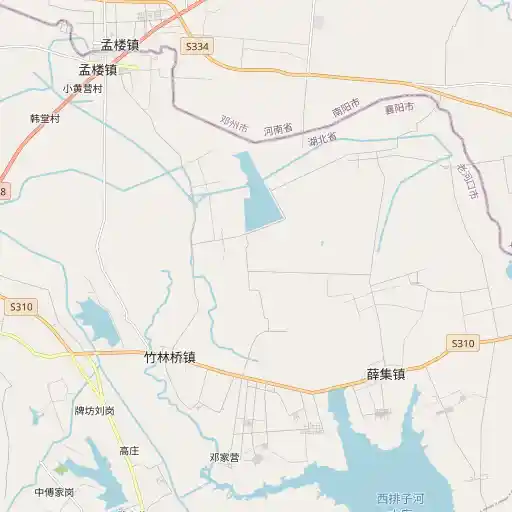 孟楼镇
S334
孟楼镇
小黄营村
南阳市
襄阳市
韩堂村
邓州市
河南省
湖北省
老河口市
8
S310
S310
竹林桥镇
薛集镇
牌坊刘岗
高庄
邓家营
中傅家岗
西排子河